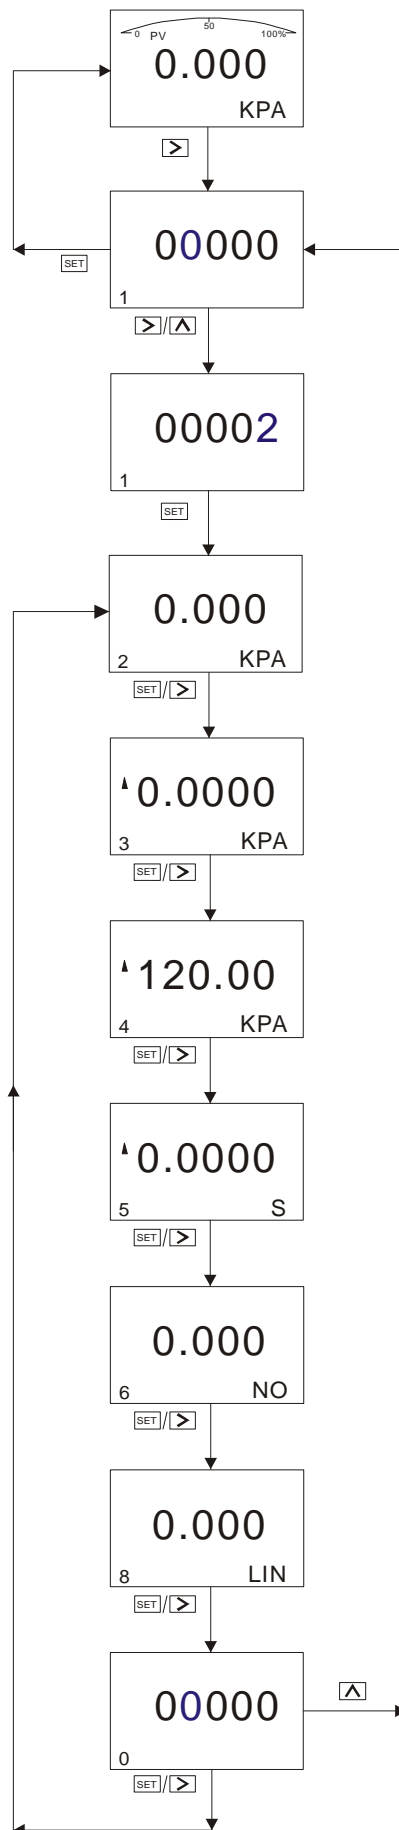 0 50 100%
PV
0.000
KPA
>
00000
SET
1
>/∧
00002
1
SET
0.000
2 KPA
SET/>
0.0000
3 KPA
SET/>
120.00
4 KPA
SET/>
0.0000
5 S
SET/>
0.000
6 NO
SET/>
0.000
8 LIN
SET/>
00000
∧
0
SET/>